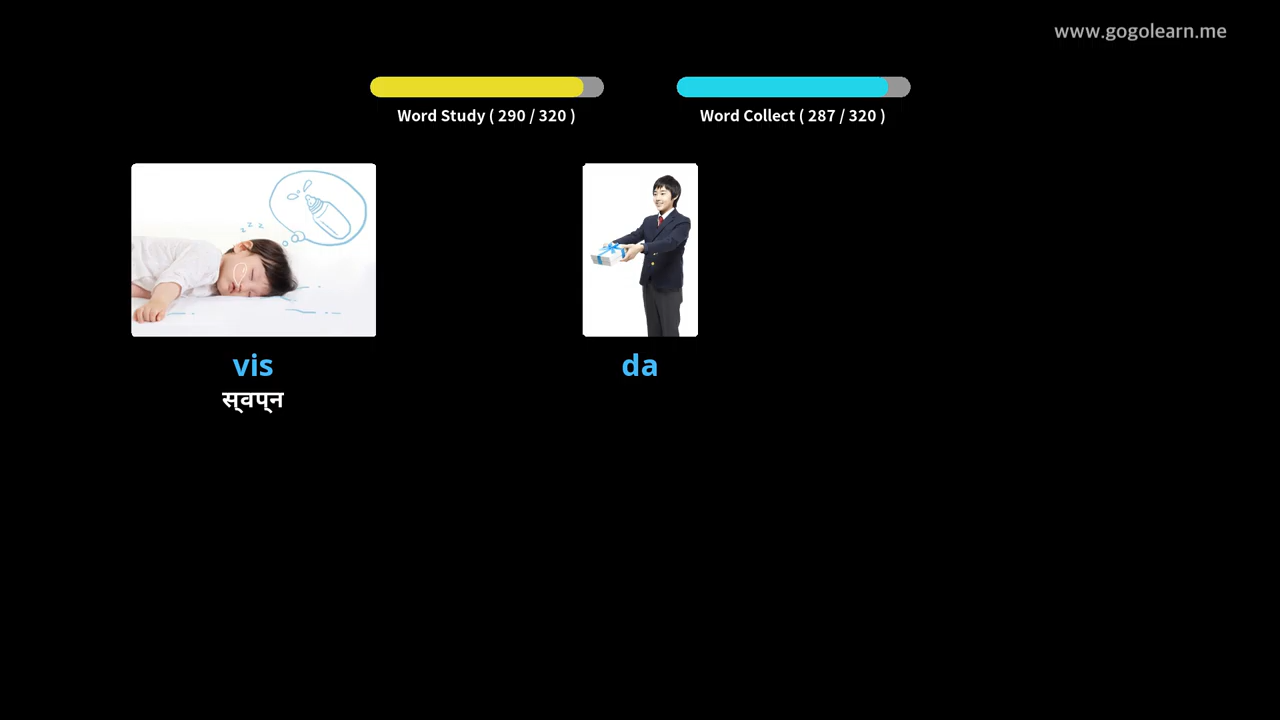 www.gogolearn.me
Word Study ( 290 / 320 )
Word Collect ( 287 / 320 )
z z z
vis
da
स्‌वप्‌न